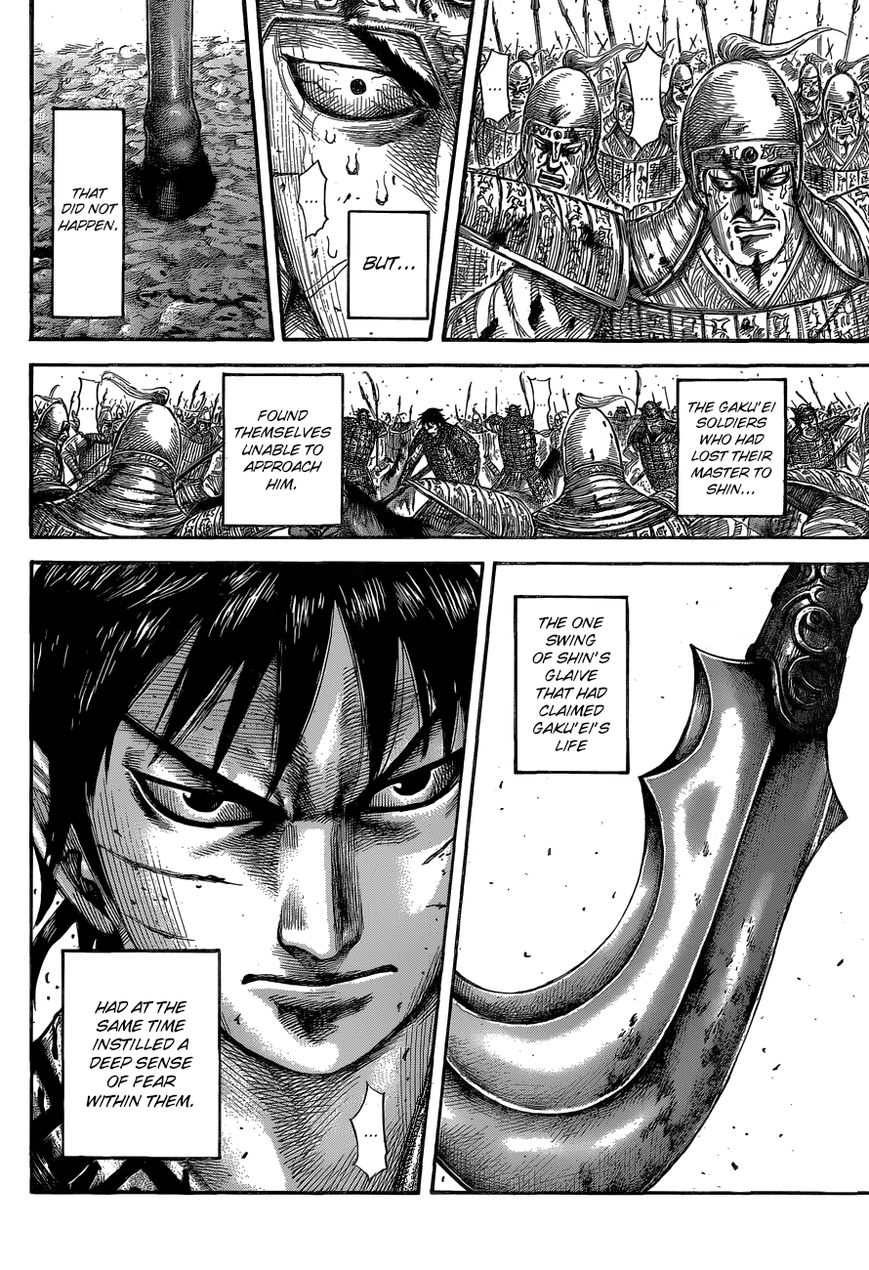 ...
...
BUT...
...
THAT
DID NOT
HAPPEN.
THE GAKU'EI
SOLDIERS
WHO HAD
LOST THEIR
MASTER TO
SHIN...
...
FOUND
THEMSELVES
UNABLE TO
APPROACH
HIM.
...
THE ONE
SWING
OF SHIN'S
GLAIVE
THAT HAD
CLAIMED
GAKU'EI'S
LIFE
HAD AT THE
SAME TIME
INSTILLED A
DEEP SENSE
OF FEAR
WITHIN THEM.
...